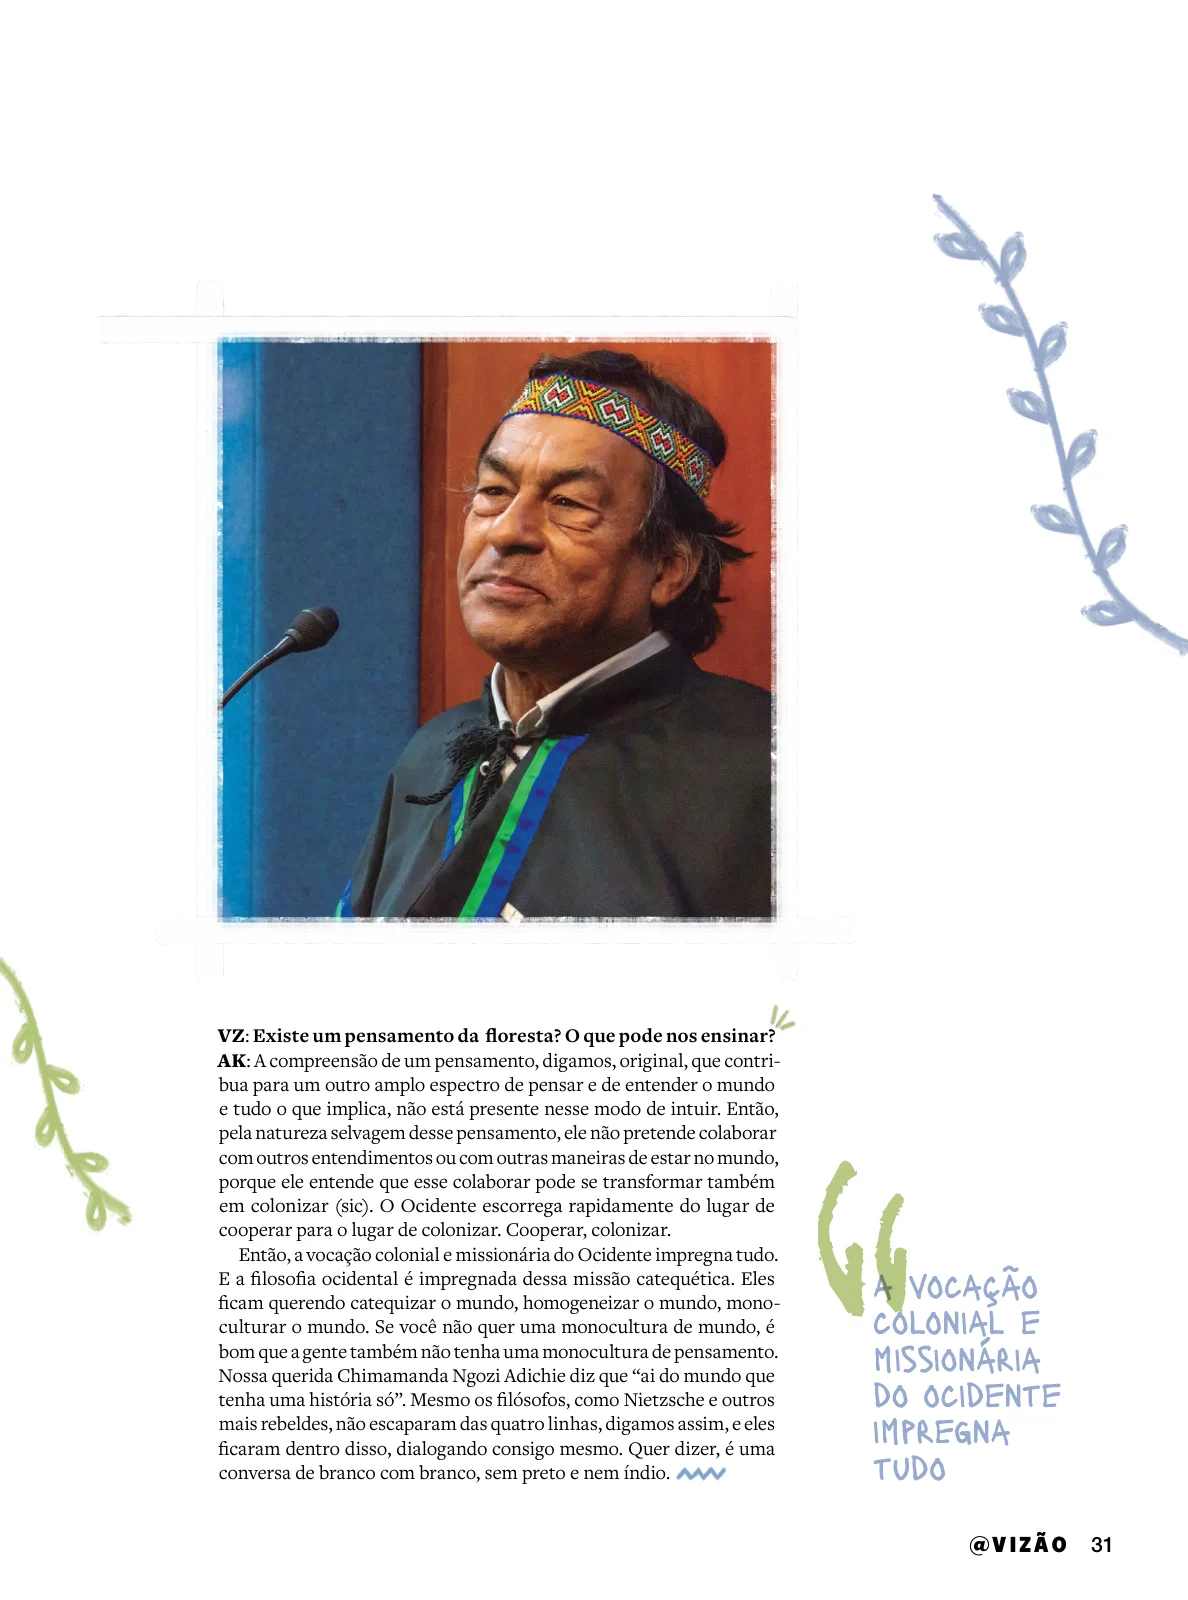 VZ: Existe um pensamento da floresta? O que pode nos ensinar?
AK: A compreensão de um pensamento, digamos, original, que contri-
bua para um outro amplo espectro de pensar e de entender o mundo
e tudo o que implica, não está presente nesse modo de intuir. Então,
pela natureza selvagem desse pensamento, ele não pretende colaborar
com outros entendimentos ou com outras maneiras de estar no mundo,
porque ele entende que esse colaborar pode se transformar também
em colonizar (sic). O Ocidente escorrega rapidamente do lugar de
cooperar para o lugar de colonizar. Cooperar, colonizar.
Então, a vocação colonial e missionária do Ocidente impregna tudo.
E a filosofia ocidental é impregnada dessa missão catequética. Eles
ficam querendo catequizar o mundo, homogeneizar o mundo, mono-
culturar o mundo. Se você não quer uma monocultura de mundo, é
bom que a gente também não tenha uma monocultura de pensamento.
Nossa querida Chimamanda Ngozi Adichie diz que “ai do mundo que
tenha uma história só”. Mesmo os filósofos, como Nietzsche e outros
mais rebeldes, não escaparam das quatro linhas, digamos assim, e eles
ficaram dentro disso, dialogando consigo mesmo. Quer dizer, é uma
conversa de branco com branco, sem preto e nem índio.
A VOCAÇÃO
COLONIAL E
MISSIONÁRIA
DO OCIDENTE
IMPREGNA
TUDO
@VIZÃO 31